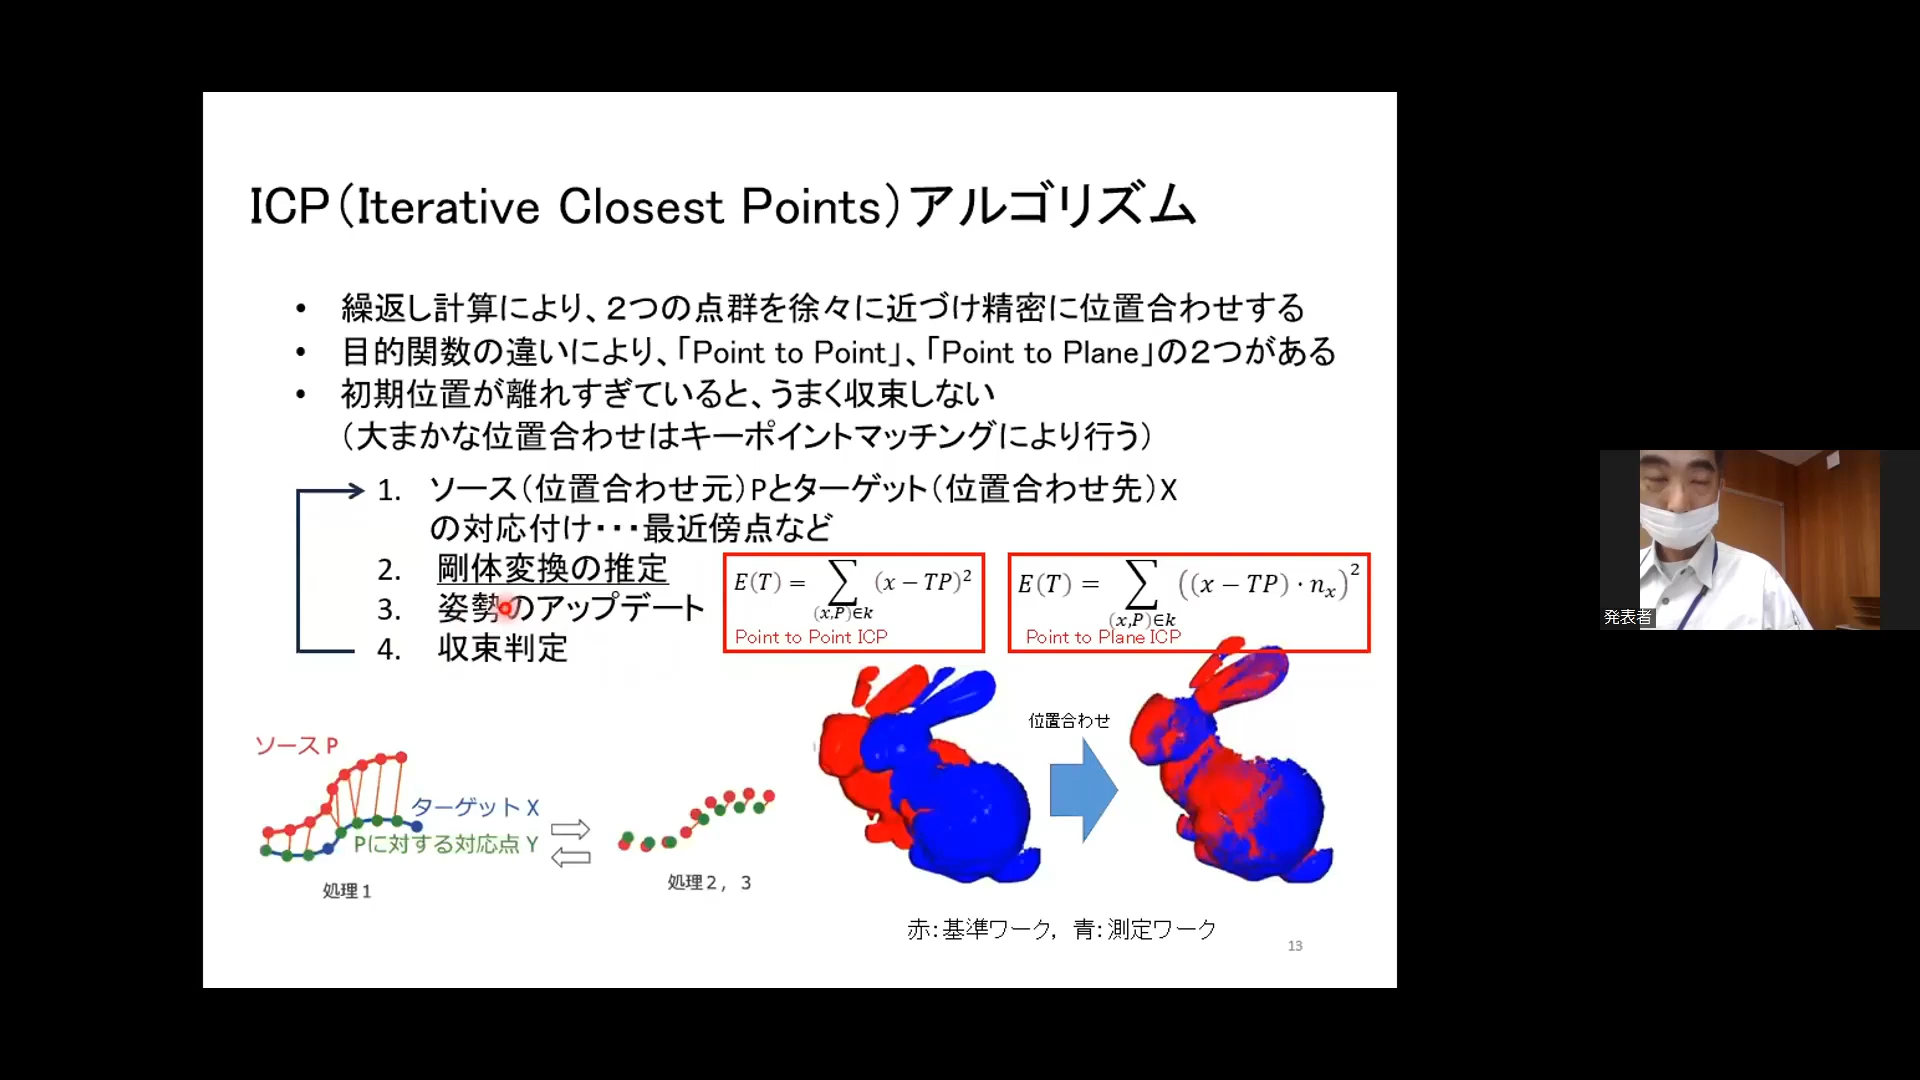 ICP（Iterative Closest Points）アルゴリズム
• 繰返し計算により、２つの点群を徐々に近づけ精密に位置合わせする
• 目的関数の違いにより、「Point to Point」、「Point to Plane」の２つがある
• 初期位置が離れすぎていると、うまく収束しない
（大まかな位置合わせはキーポイントマッチングにより行う）
1. ソース（位置合わせ元）Pとターゲット（位置合わせ先）X
の対応付け・・・最近傍点など
2. 剛体変換の推定
3. 姿勢のアップデート
4. 収束判定
E(T) = ∑ (x − TP)²
(x,P)∈k
Point to Point ICP
E(T) = ∑ ((x − TP) · nₓ)²
(x,P)∈k
Point to Plane ICP
ソース P
ターゲット X
Pに対する対応点 Y
処理１
処理２，３
位置合わせ
赤：基準ワーク， 青：測定ワーク
13
発表者